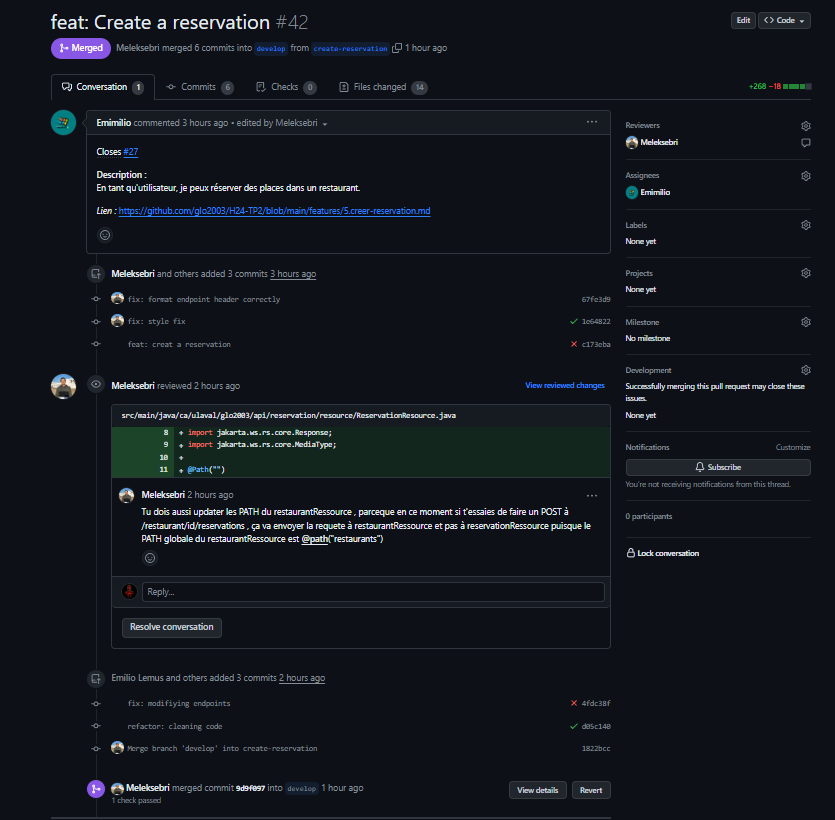 feat: Create a reservation #42
Edit
<> Code
Merged
Meleksebri merged 6 commits into develop from create-reservation 1 hour ago
Conversation 1
Commits 6
Checks 0
Files changed 14
+268 −18
Emimilio commented 3 hours ago • edited by Meleksebri
Closes #27
Description :
En tant qu'utilisateur, je peux réserver des places dans un restaurant.
Lien : https://github.com/glo2003/H24-TP2/blob/main/features/5.creer-reservation.md
Meleksebri and others added 3 commits 3 hours ago
fix: format endpoint header correctly 67fe3d9
fix: style fix 1e64822
feat: creat a reservation c173eba
Meleksebri reviewed 2 hours ago
View reviewed changes
src/main/java/ca/ulaval/glo2003/api/reservation/resource/ReservationResource.java
8 + import jakarta.ws.rs.core.Response;
9 + import jakarta.ws.rs.core.MediaType;
10 +
11 + @Path("")
Meleksebri 2 hours ago
Tu dois aussi updater les PATH du restaurantRessource , parceque en ce moment si t'essaies de faire un POST à
/restaurant/id/reservations , ça va envoyer la requete à restaurantRessource et pas à reservationRessource puisque le
PATH globale du restaurantRessource est @path("restaurants")
Reply...
Resolve conversation
Emilio Lemus and others added 3 commits 2 hours ago
fix: modifiying endpoints 4fdc38f
refactor: cleaning code d05c140
Merge branch 'develop' into create-reservation 1822bcc
Meleksebri merged commit 9d9f097 into develop 1 hour ago
1 check passed
View details
Revert
Reviewers
Meleksebri
Assignees
Emimilio
Labels
None yet
Projects
None yet
Milestone
No milestone
Development
Successfully merging this pull request may close these
issues.
None yet
Notifications
Customize
Subscribe
You're not receiving notifications from this thread.
0 participants
Lock conversation